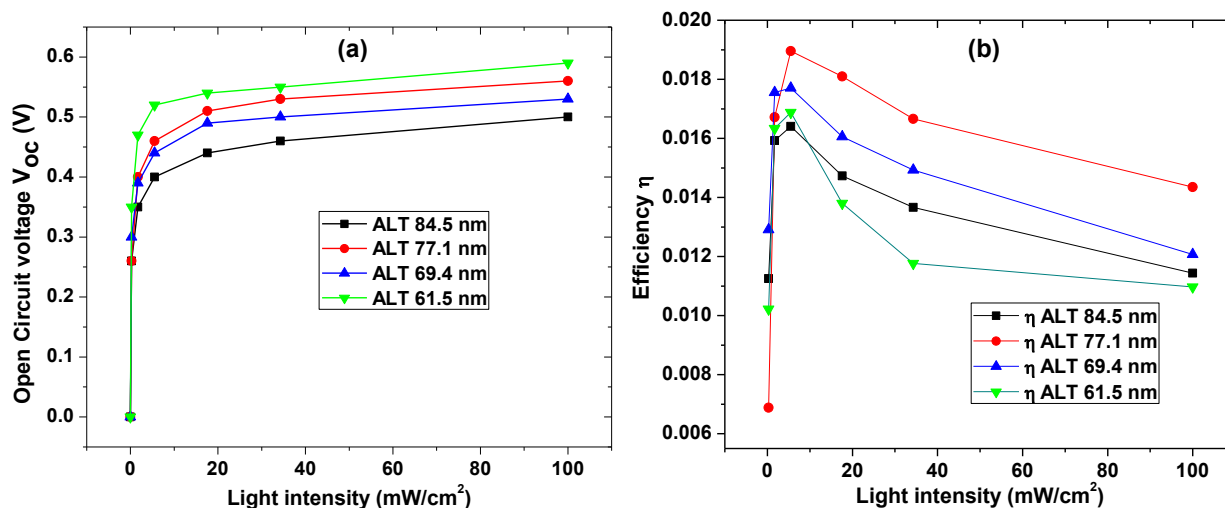 (a)
Open Circuit voltage V_OC (V)
0.6
0.5
0.4
0.3
0.2
0.1
0.0
ALT 84.5 nm
ALT 77.1 nm
ALT 69.4 nm
ALT 61.5 nm
0 20 40 60 80 100
Light intensity (mW/cm²)
(b)
Efficiency η
0.020
0.018
0.016
0.014
0.012
0.010
0.008
0.006
η ALT 84.5 nm
η ALT 77.1 nm
η ALT 69.4 nm
η ALT 61.5 nm
0 20 40 60 80 100
Light intensity (mW/cm²)